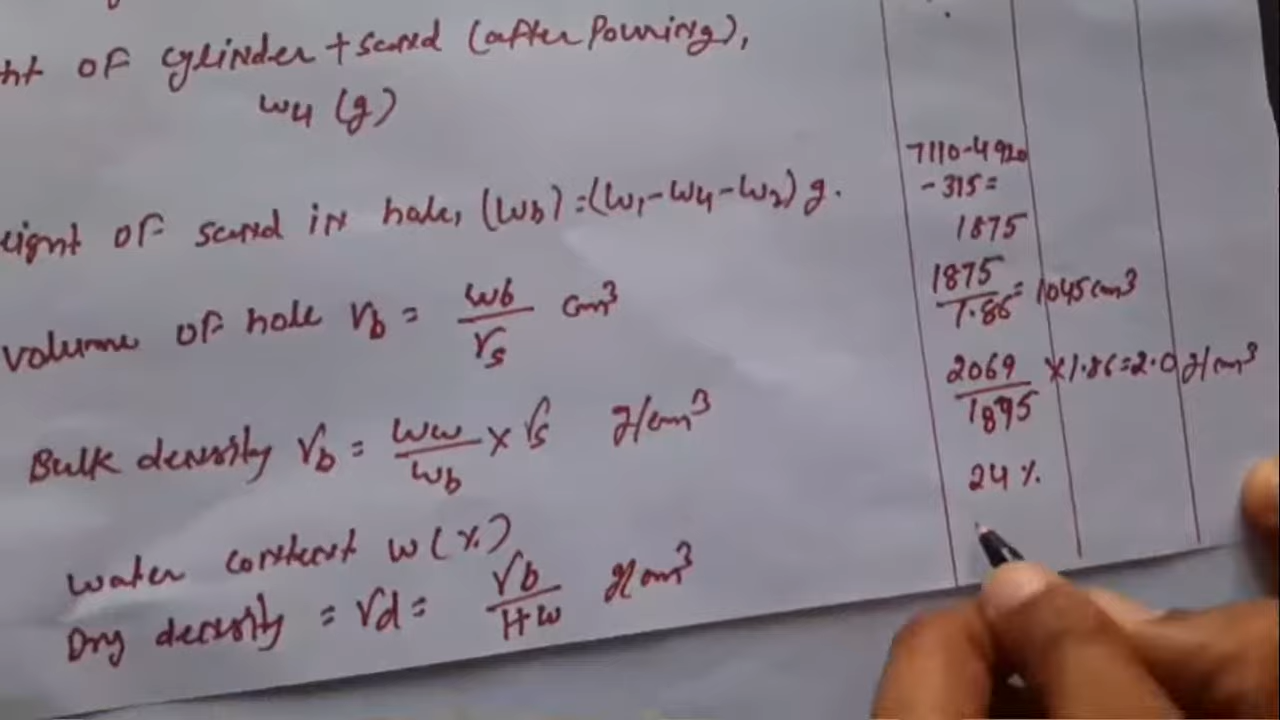 ht of cylinder + sand (after Pouring),
w4 (g)
7110-4920
-315=
eight of sand in hole, (Wb) = (W1-W4-W2) g.
1875
volume of hole Vb = Wb/γs cm³
1875/1.86 = 1045 cm³
Bulk density γb = Ww/Wb × γs g/cm³
2069/1875 × 1.86 = 2.0 g/cm³
water content w (%)
24 %
Dry density = γd = γb/1+w g/cm³